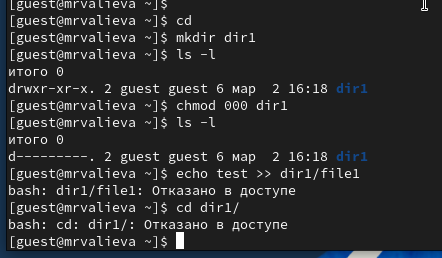 [guest@mrvalieva ~]$
[guest@mrvalieva ~]$ cd
[guest@mrvalieva ~]$ mkdir dir1
[guest@mrvalieva ~]$ ls -l
итого 0
drwxr-xr-x. 2 guest guest 6 мар  2 16:18 dir1
[guest@mrvalieva ~]$ chmod 000 dir1
[guest@mrvalieva ~]$ ls -l
итого 0
d---------. 2 guest guest 6 мар  2 16:18 dir1
[guest@mrvalieva ~]$ echo test >> dir1/file1
bash: dir1/file1: Отказано в доступе
[guest@mrvalieva ~]$ cd dir1/
bash: cd: dir1/: Отказано в доступе
[guest@mrvalieva ~]$